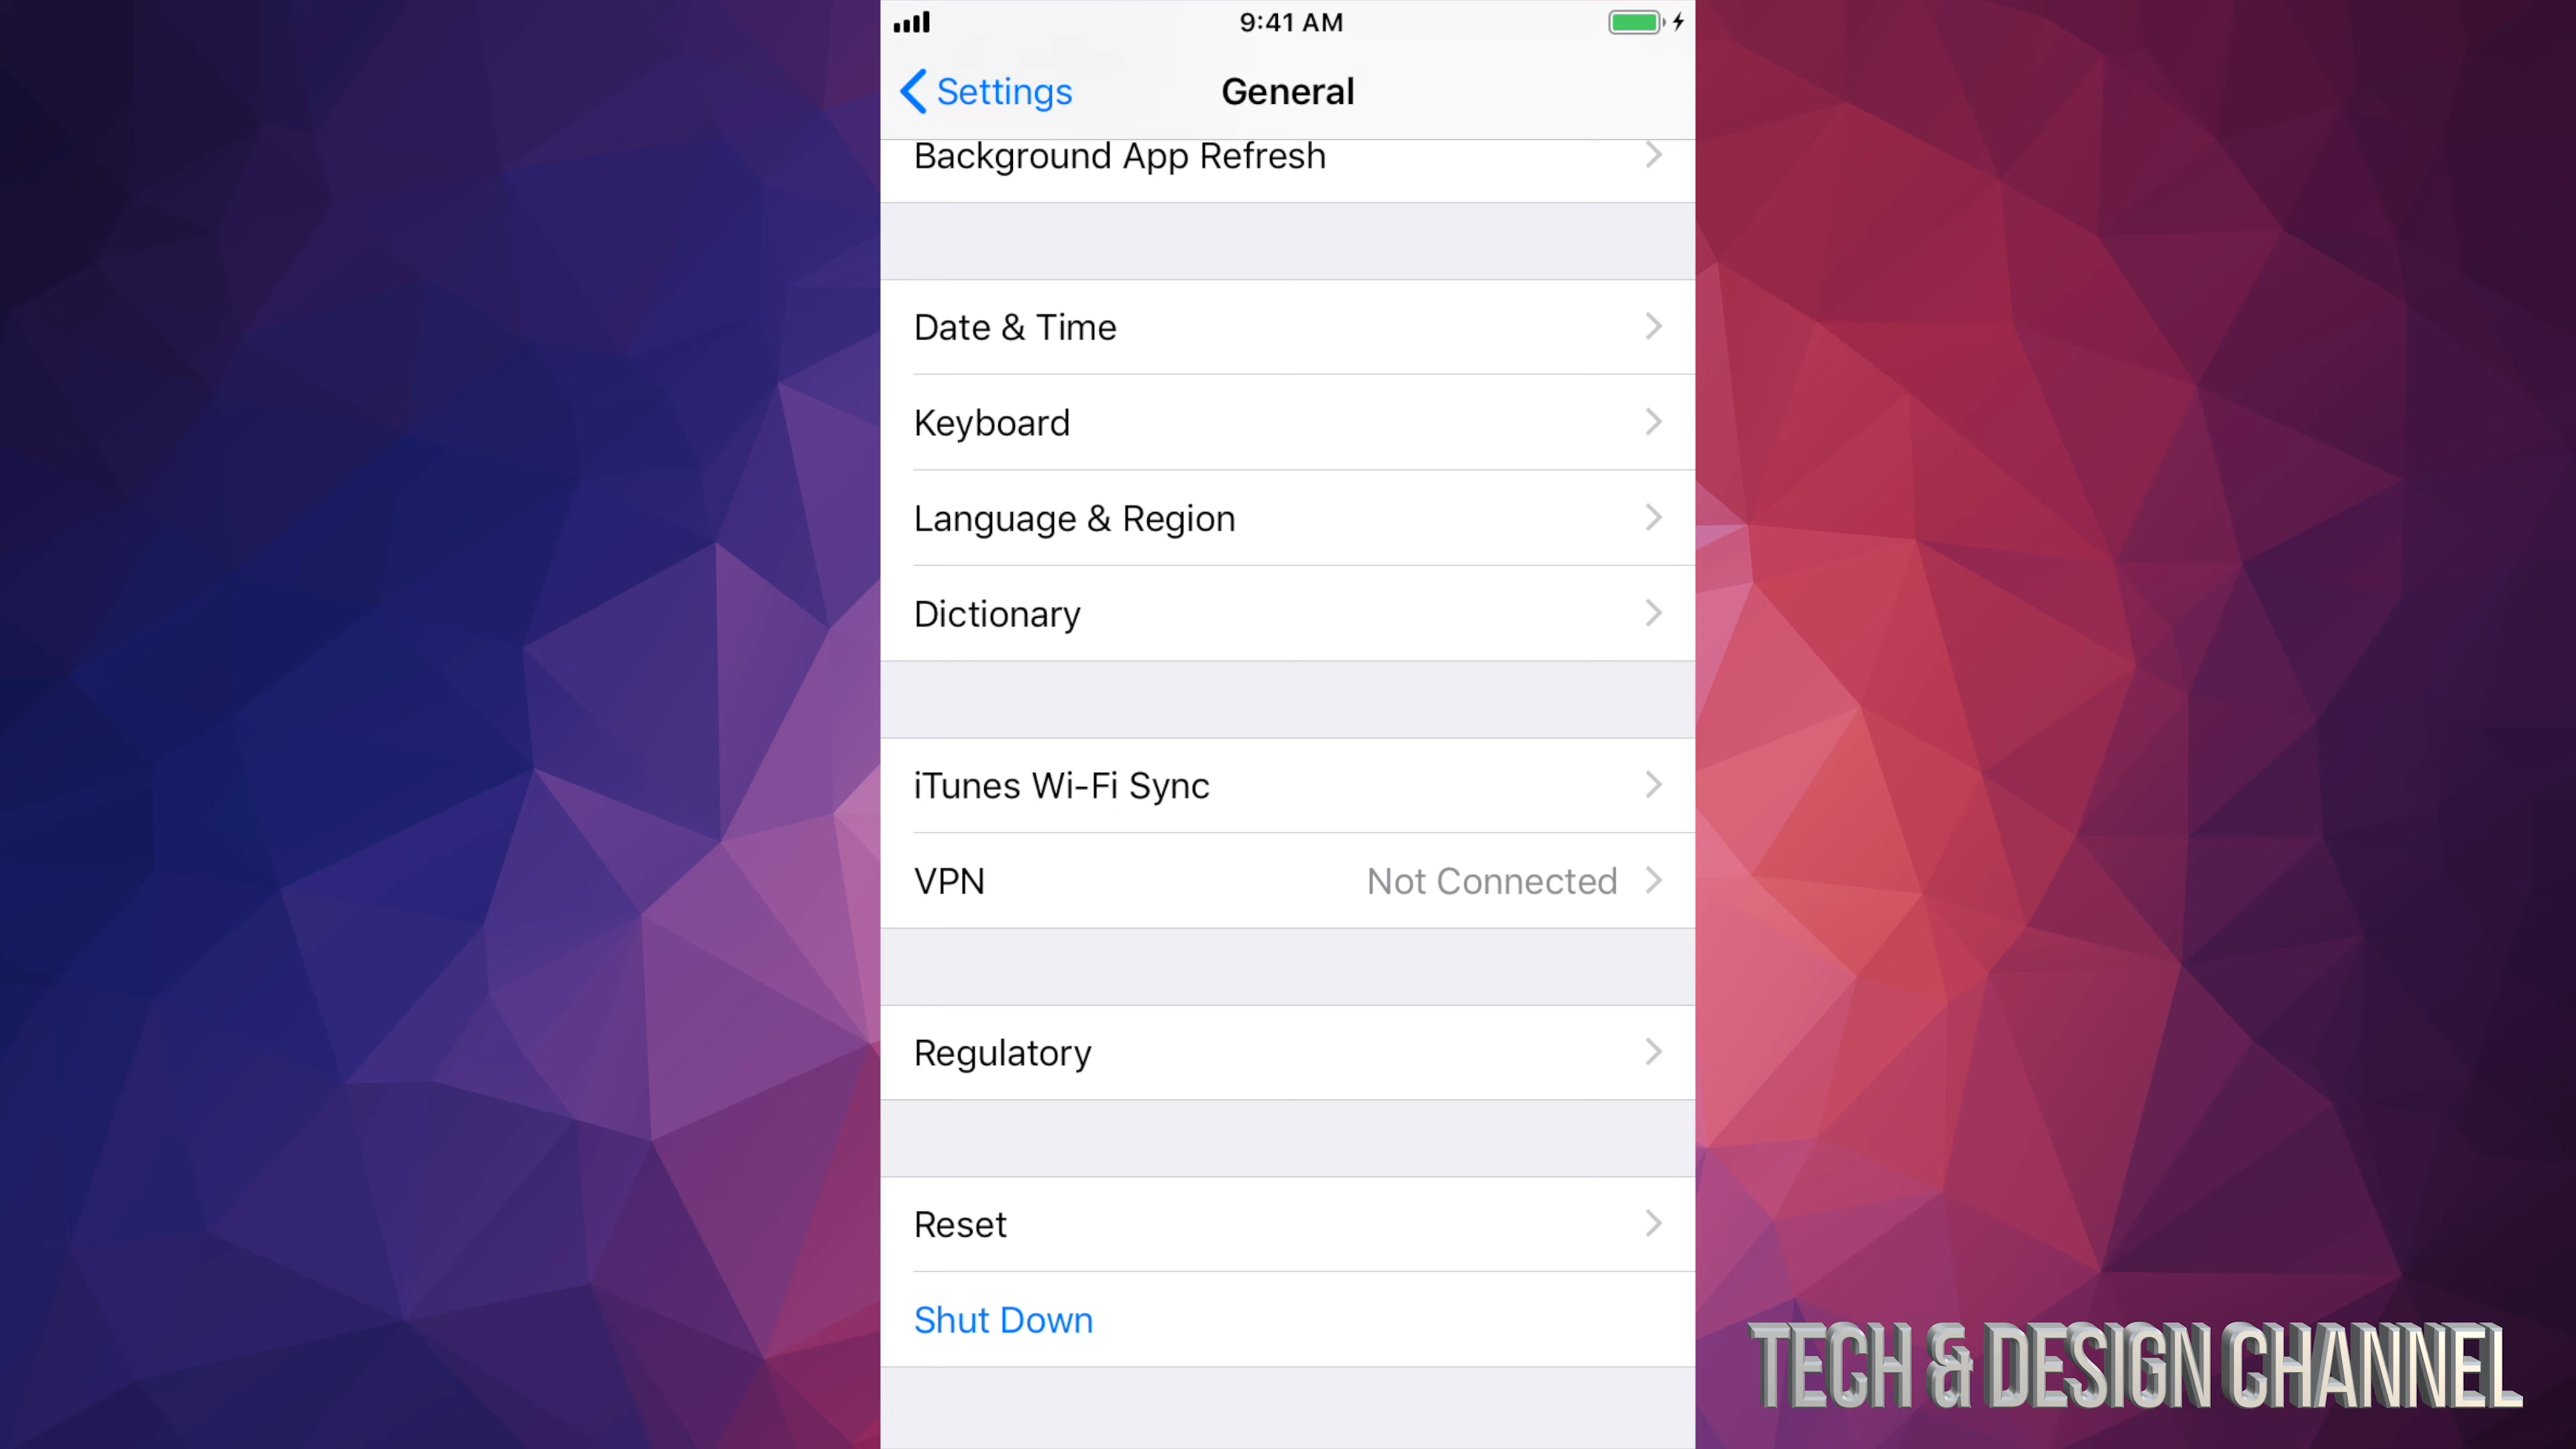 9:41 AM
Settings
General
Background App Refresh
Date & Time
Keyboard
Language & Region
Dictionary
iTunes Wi-Fi Sync
VPN Not Connected
Regulatory
Reset
Shut Down
TECH & DESIGN CHANNEL